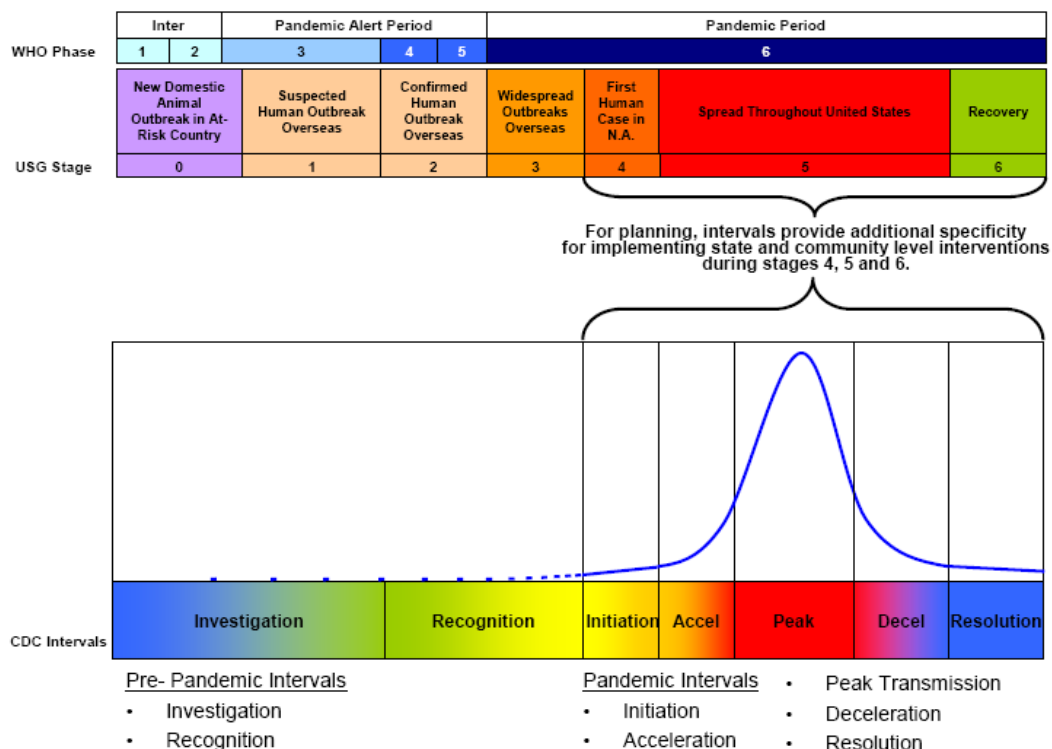 Inter Pandemic Alert Period Pandemic Period
WHO Phase 1 2 3 4 5 6
New Domestic
Animal
Outbreak in At-
Risk Country
Suspected
Human Outbreak
Overseas
Confirmed
Human
Outbreak
Overseas
Widespread
Outbreaks
Overseas
First
Human
Case in
N.A.
Spread Throughout United States
Recovery
USG Stage 0 1 2 3 4 5 6
For planning, intervals provide additional specificity
for implementing state and community level interventions
during stages 4, 5 and 6.
CDC Intervals Investigation Recognition Initiation Accel Peak Decel Resolution
Pre- Pandemic Intervals
• Investigation
• Recognition
Pandemic Intervals
• Initiation
• Acceleration
• Peak Transmission
• Deceleration
• Resolution